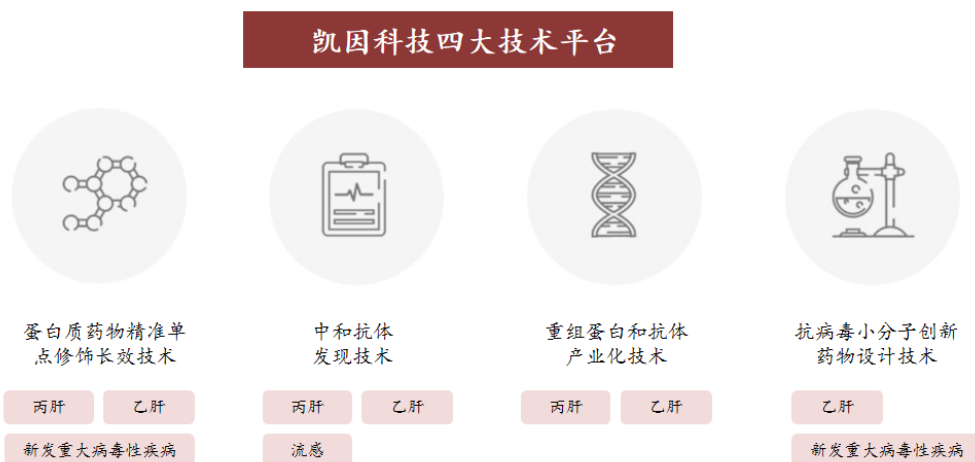 凯因科技四大技术平台
蛋白质药物精准单
点修饰长效技术
丙肝
乙肝
新发重大病毒性疾病
中和抗体
发现技术
丙肝
乙肝
流感
重组蛋白和抗体
产业化技术
丙肝
乙肝
抗病毒小分子创新
药物设计技术
乙肝
新发重大病毒性疾病